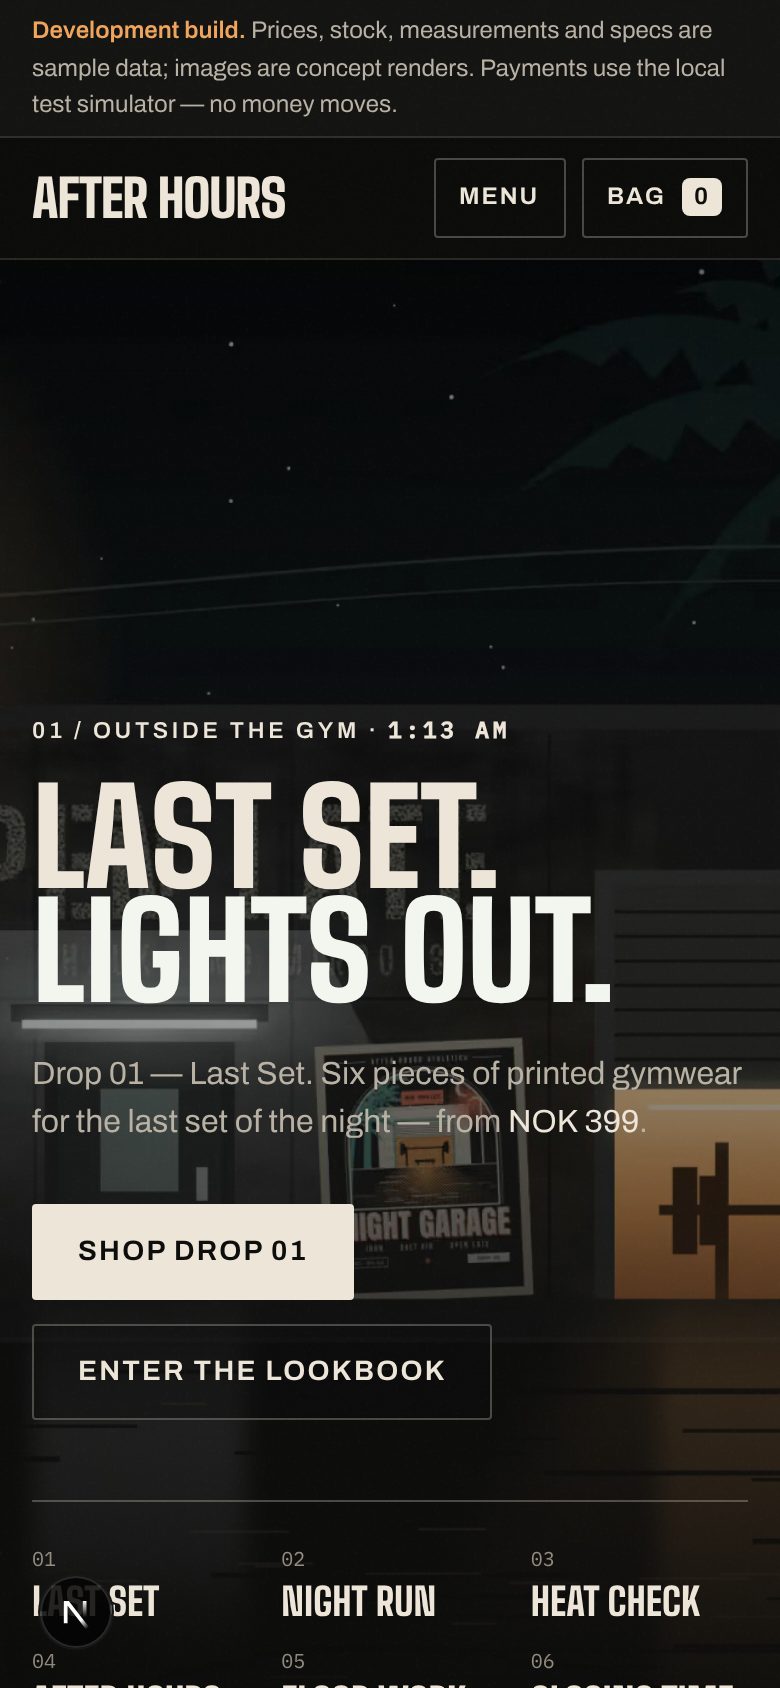 Development build. Prices, stock, measurements and specs are
sample data; images are concept renders. Payments use the local
test simulator — no money moves.
AFTER HOURS
MENU
BAG 0
01 / OUTSIDE THE GYM · 1:13 AM
LAST SET.
LIGHTS OUT.
Drop 01 — Last Set. Six pieces of printed gymwear
for the last set of the night — from NOK 399.
NIGHT GARAGE
SHOP DROP 01
ENTER THE LOOKBOOK
01 02 03
LAST SET NIGHT RUN HEAT CHECK
04 05 06